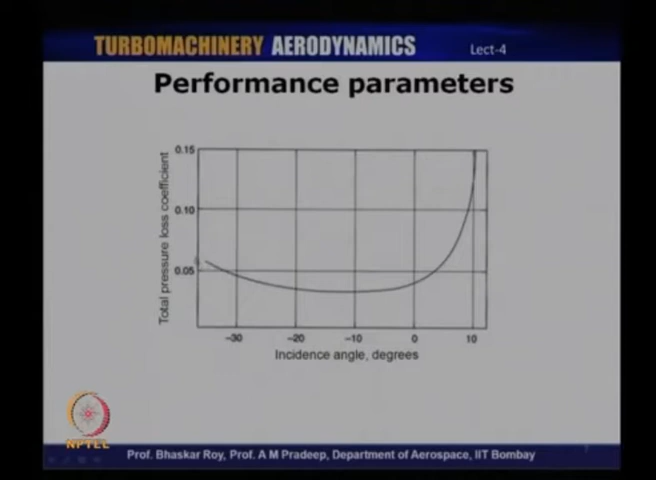 TURBOMACHINERY AERODYNAMICS Lect-4
Performance parameters
Total pressure loss coefficient
0.15
0.10
0.05
-30 -20 -10 0 10
Incidence angle, degrees
NPTEL
Prof. Bhaskar Roy, Prof. A M Pradeep, Department of Aerospace, IIT Bombay